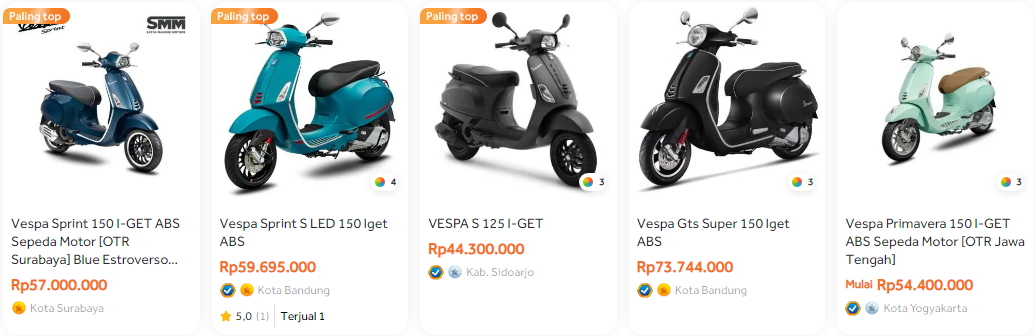 Paling top
Vespa
Sprint
SMM
Vespa Sprint 150 I-GET ABS
Sepeda Motor [OTR
Surabaya] Blue Estroverso...
Rp57.000.000
Kota Surabaya
Paling top
4
Vespa Sprint S LED 150 Iget
ABS
Rp59.695.000
Kota Bandung
5,0 (1) Terjual 1
Paling top
3
VESPA S 125 I-GET
Rp44.300.000
Kab. Sidoarjo
3
Vespa Gts Super 150 Iget
ABS
Rp73.744.000
Kota Bandung
3
Vespa Primavera 150 I-GET
ABS Sepeda Motor [OTR Jawa
Tengah]
Mulai Rp54.400.000
Kota Yogyakarta